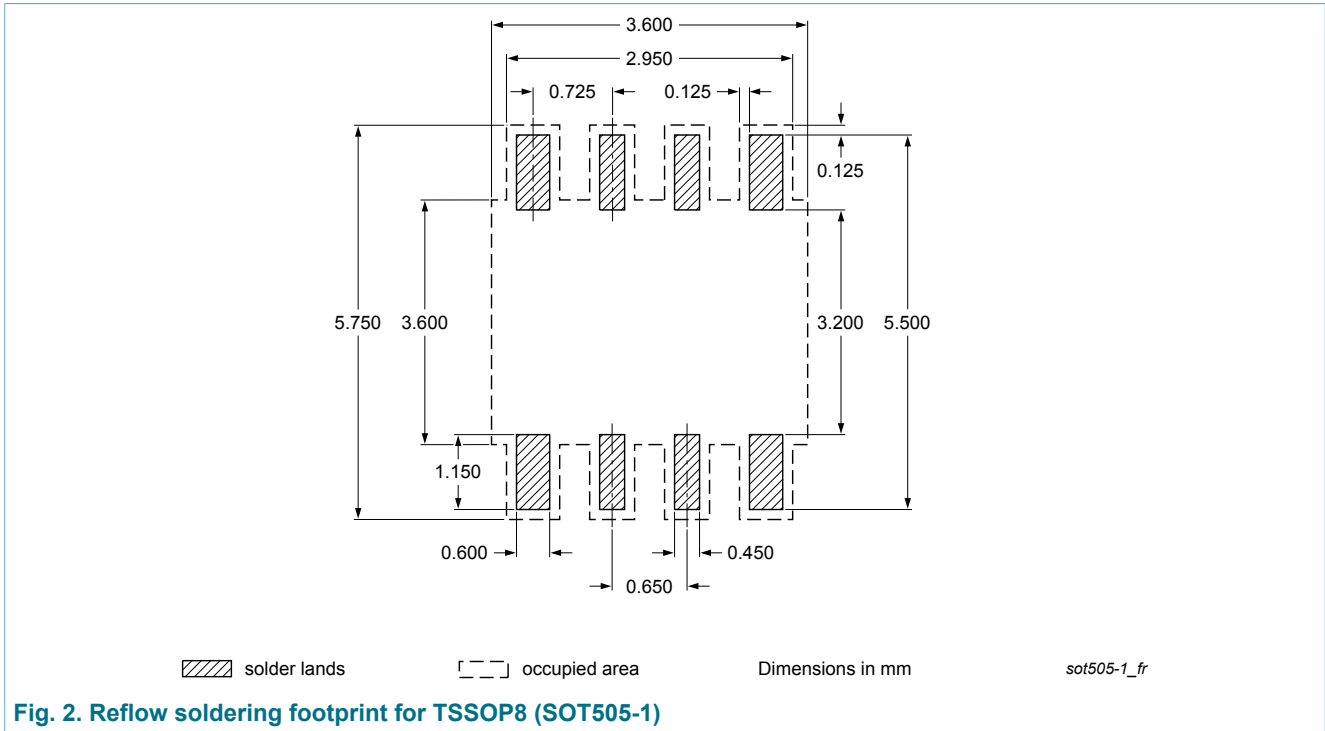 3.600
2.950
0.725 0.125
0.125
5.750 3.600 3.200 5.500
1.150
0.600 0.450
0.650
solder lands occupied area Dimensions in mm sot505-1_fr
Fig. 2. Reflow soldering footprint for TSSOP8 (SOT505-1)